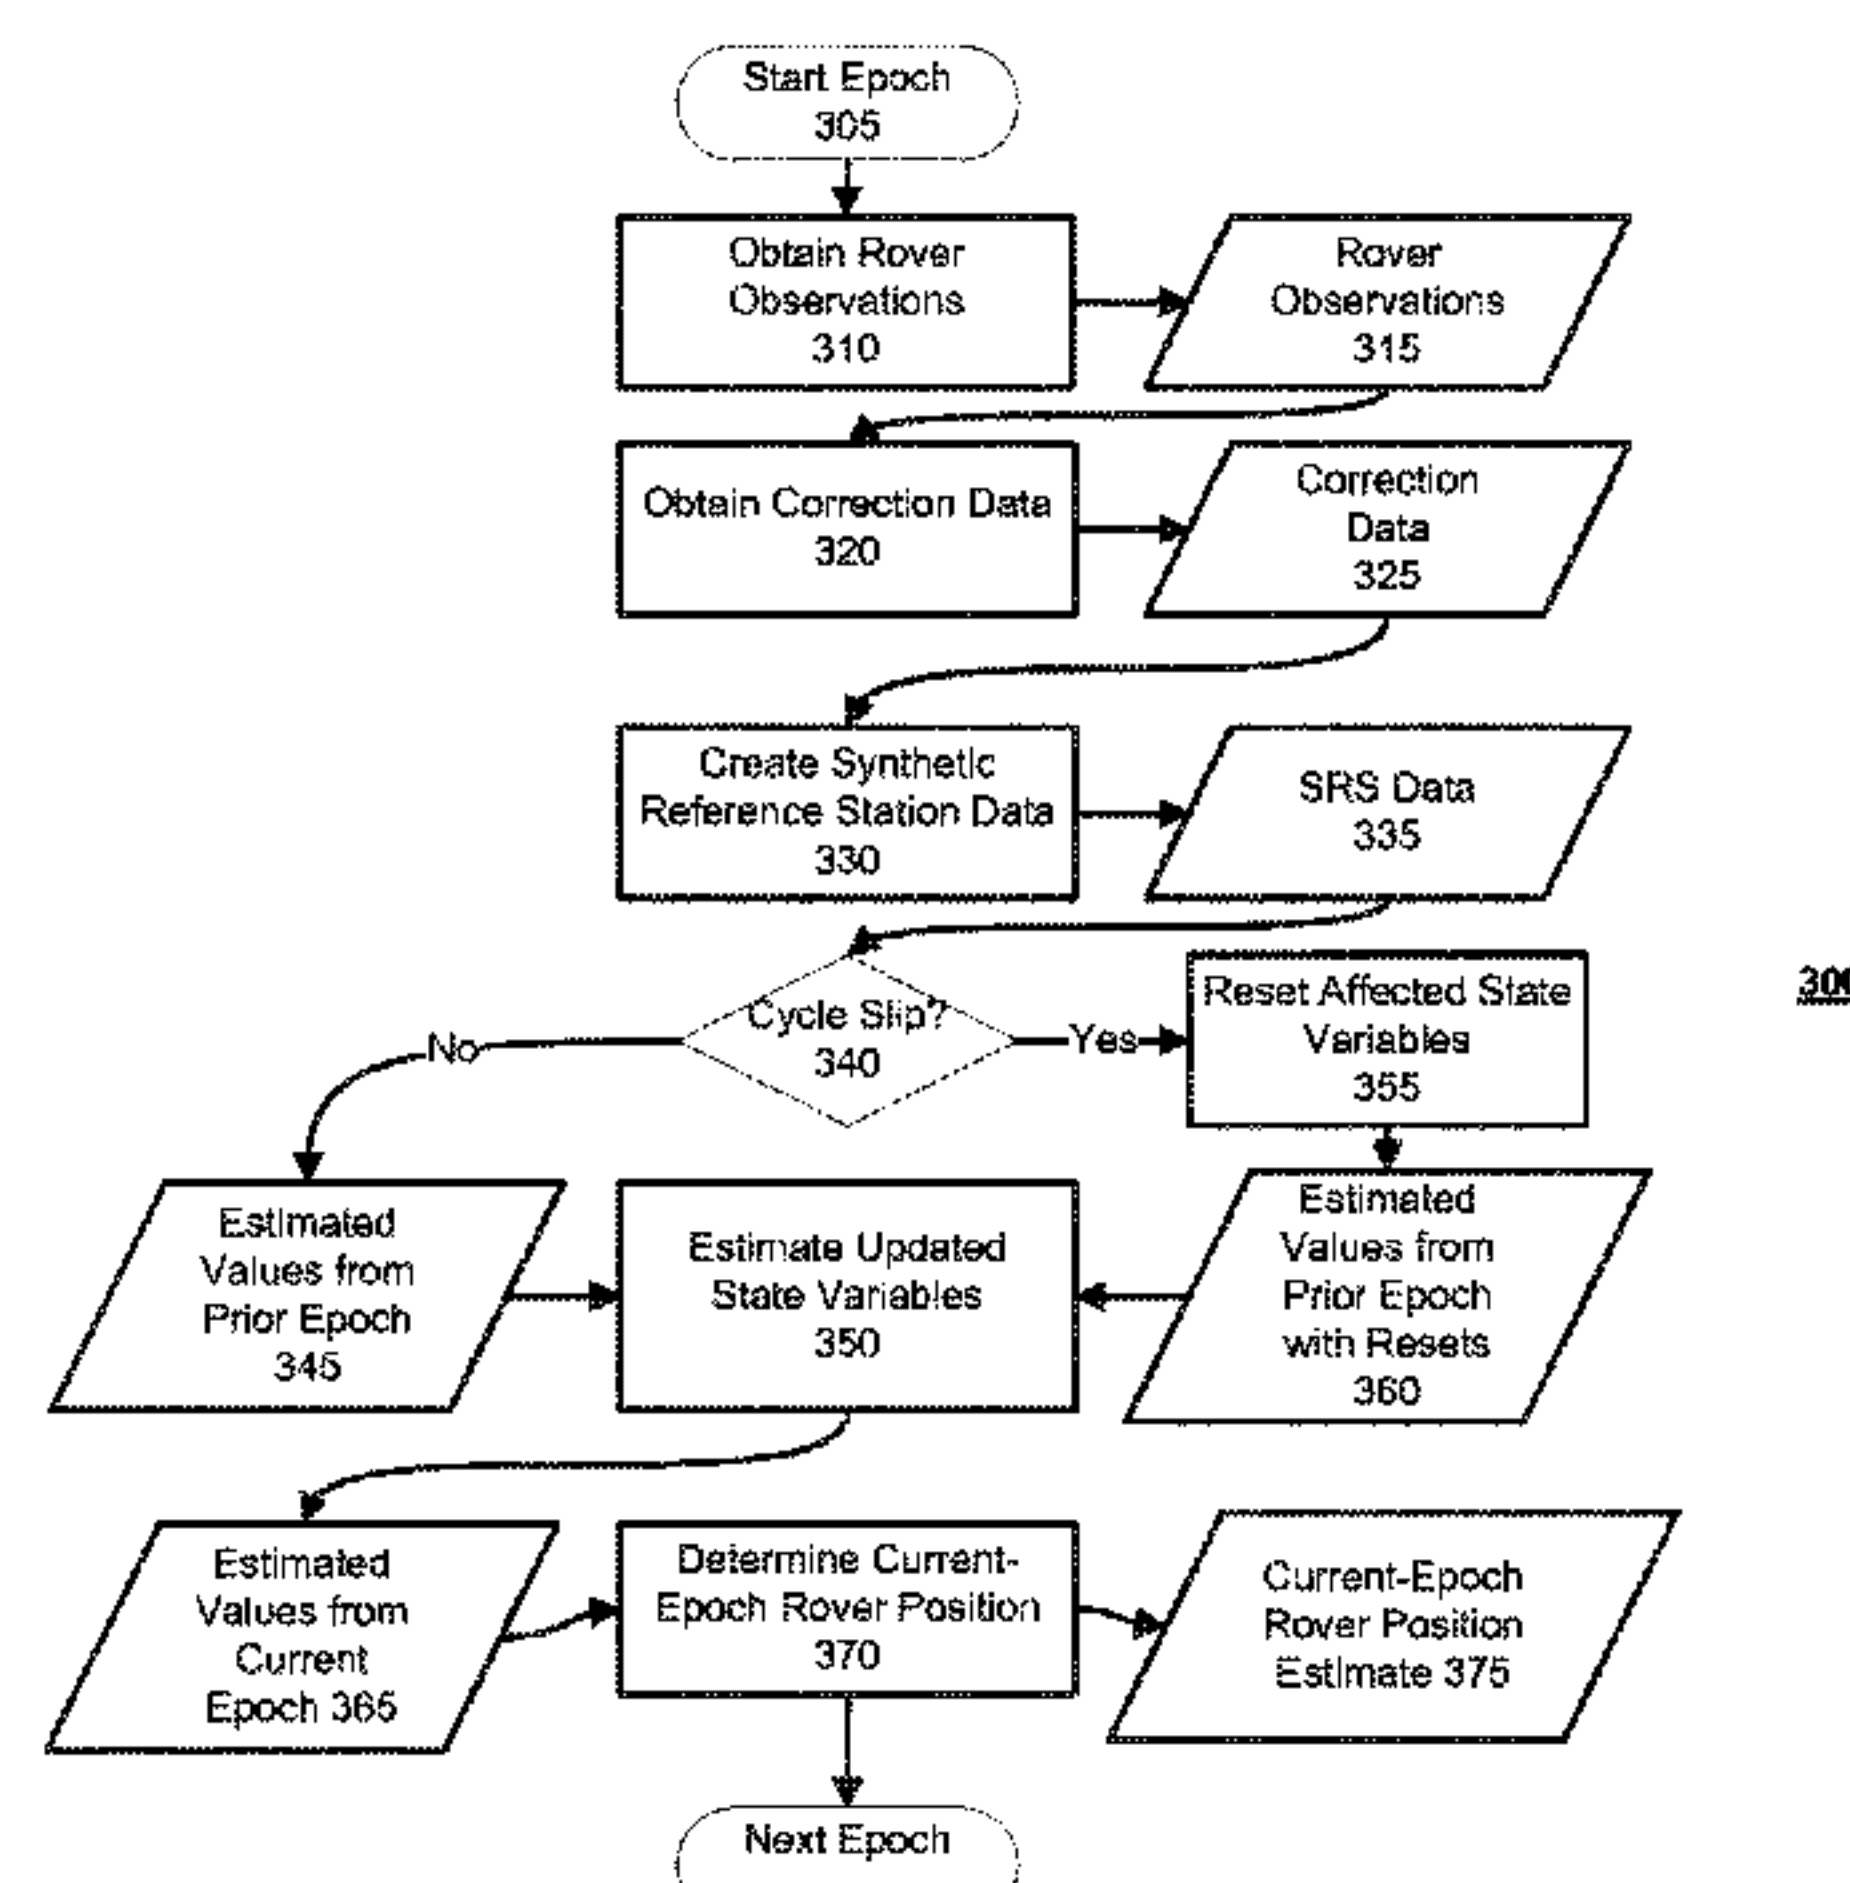 Start Epoch
305
Obtain Rover
Observations
310
Rover
Observations
315
Obtain Correction Data
320
Correction
Data
325
Create Synthetic
Reference Station Data
330
SRS Data
335
Cycle Slip?
340
No
Yes
Reset Affected State
Variables
355
300
Estimated
Values from
Prior Epoch
345
Estimate Updated
State Variables
350
Estimated
Values from
Prior Epoch
with Resets
360
Estimated
Values from
Current
Epoch 365
Determine Current-
Epoch Rover Position
370
Current-Epoch
Rover Position
Estimate 375
Next Epoch